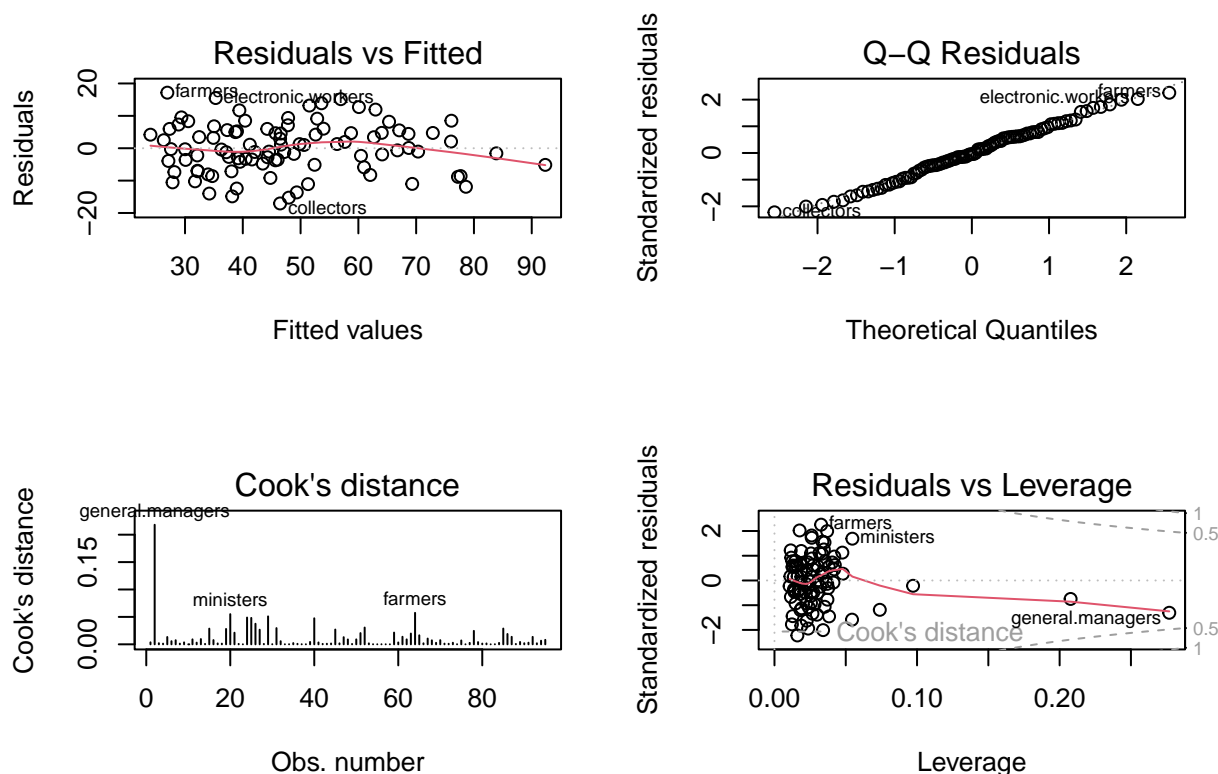 Residuals vs Fitted
Residuals
20
0
−20
farmers
electronic.workers
collectors
30 40 50 60 70 80 90
Fitted values
Q−Q Residuals
Standardized residuals
2
0
−2
farmers
electronic.workers
collectors
−2 −1 0 1 2
Theoretical Quantiles
Cook's distance
Cook's distance
0.15
0.00
general.managers
ministers
farmers
0 20 40 60 80
Obs. number
Residuals vs Leverage
Standardized residuals
2
0
−2
farmers
ministers
general.managers
Cook's distance
1
0.5
0.5
1
0.00 0.10 0.20
Leverage